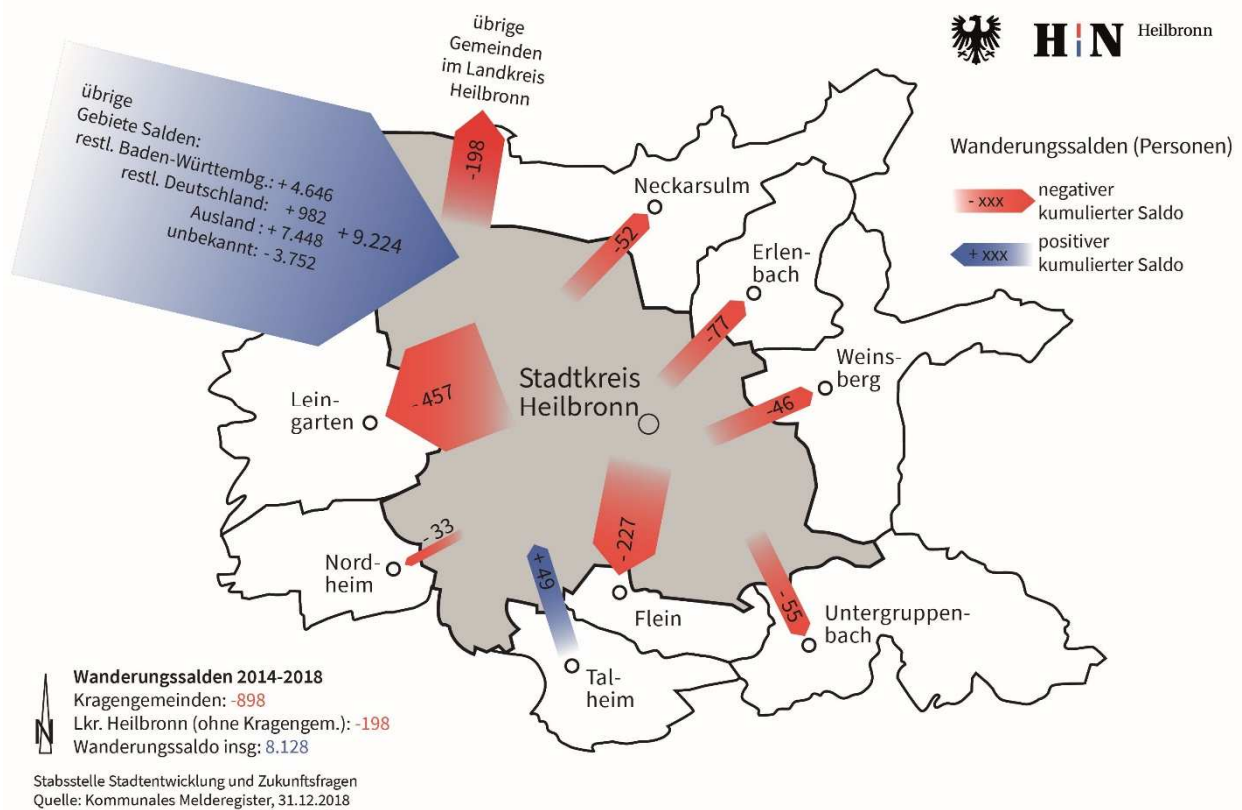 übrige
Gemeinden
im Landkreis
Heilbronn
H|N Heilbronn
übrige
Gebiete Salden:
restl. Baden-Württembg.: + 4.646
restl. Deutschland: + 982
Ausland : + 7.448
unbekannt: - 3.752
+ 9.224
-198
Wanderungssalden (Personen)
- xxx
negativer
kumulierter Saldo
+ xxx
positiver
kumulierter Saldo
Neckarsulm
-52
Erlen-
bach
-77
Weins-
berg
-46
Stadtkreis
Heilbronn
Lein-
garten
- 457
- 33
Nord-
heim
+ 49
Tal-
heim
- 227
Flein
- 55
Untergruppen-
bach
N
Wanderungssalden 2014-2018
Kragengemeinden: -898
Lkr. Heilbronn (ohne Kragengem.): -198
Wanderungssaldo insg: 8.128
Stabsstelle Stadtentwicklung und Zukunftsfragen
Quelle: Kommunales Melderegister, 31.12.2018